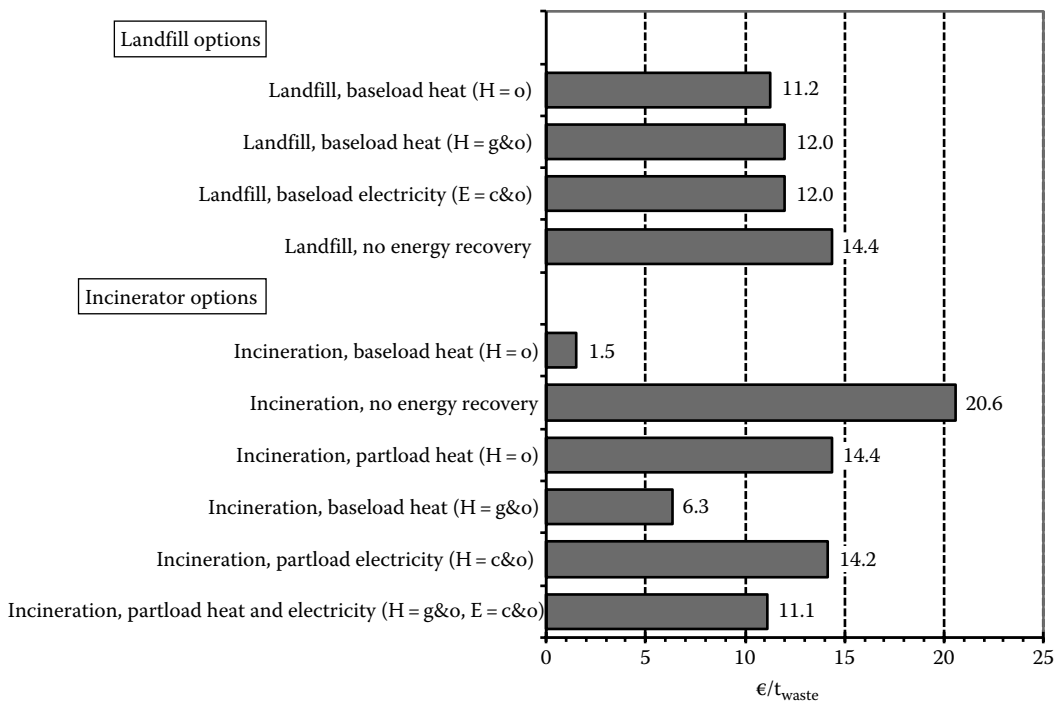 Landfill options
Landfill, baseload heat (H = o) 11.2
Landfill, baseload heat (H = g&o) 12.0
Landfill, baseload electricity (E = c&o) 12.0
Landfill, no energy recovery 14.4
Incinerator options
Incineration, baseload heat (H = o) 1.5
Incineration, no energy recovery 20.6
Incineration, partload heat (H = o) 14.4
Incineration, baseload heat (H = g&o) 6.3
Incineration, partload electricity (H = c&o) 14.2
Incineration, partload heat and electricity (H = g&o, E = c&o) 11.1
0 5 10 15 20 25
€/t_waste